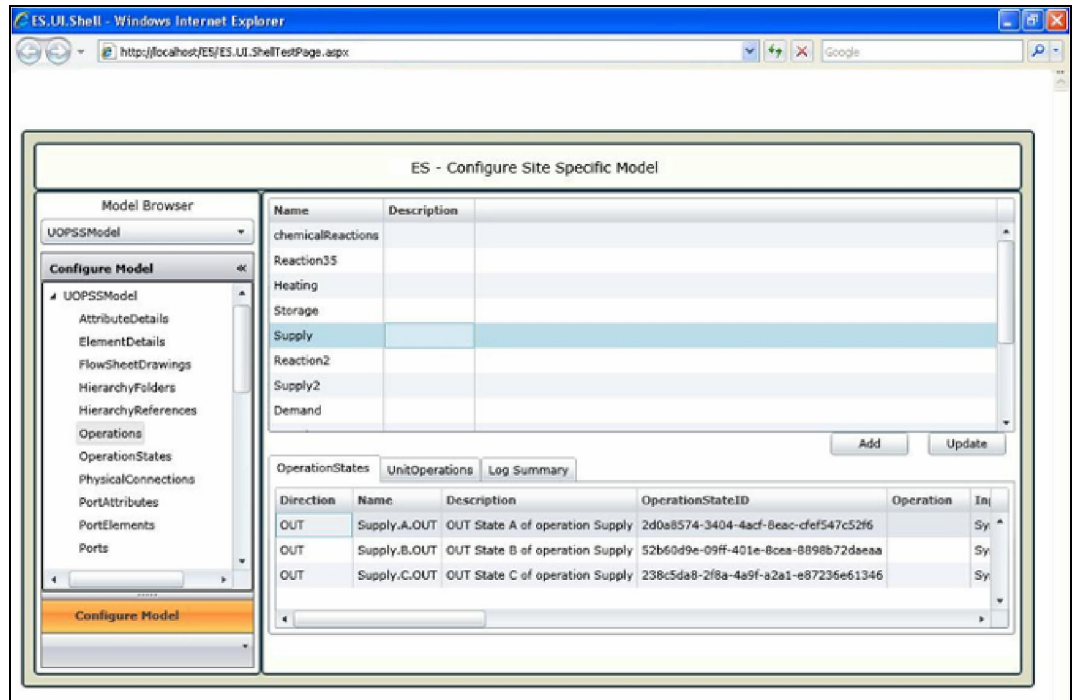 ES.UI.Shell - Windows Internet Explorer
http://localhost/ES/ES.UI.ShellTestPage.aspx
Google
ES - Configure Site Specific Model
Model Browser
UOPSSModel
Configure Model
UOPSSModel
AttributeDetails
ElementDetails
FlowSheetDrawings
HierarchyFolders
HierarchyReferences
Operations
OperationStates
PhysicalConnections
PortAttributes
PortElements
Ports
Configure Model
Name Description
chemicalReactions
Reaction35
Heating
Storage
Supply
Reaction2
Supply2
Demand
Add Update
OperationStates UnitOperations Log Summary
Direction Name Description OperationStateID Operation
OUT Supply.A.OUT OUT State A of operation Supply 2d0a8574-3404-4acf-8eac-cfef547c52f6 Sy
OUT Supply.B.OUT OUT State B of operation Supply 52b60d9e-09ff-401e-8cea-8898b72daeaa Sy
OUT Supply.C.OUT OUT State C of operation Supply 238c5da8-2f8a-4a9f-a2a1-e87236e61346 Sy